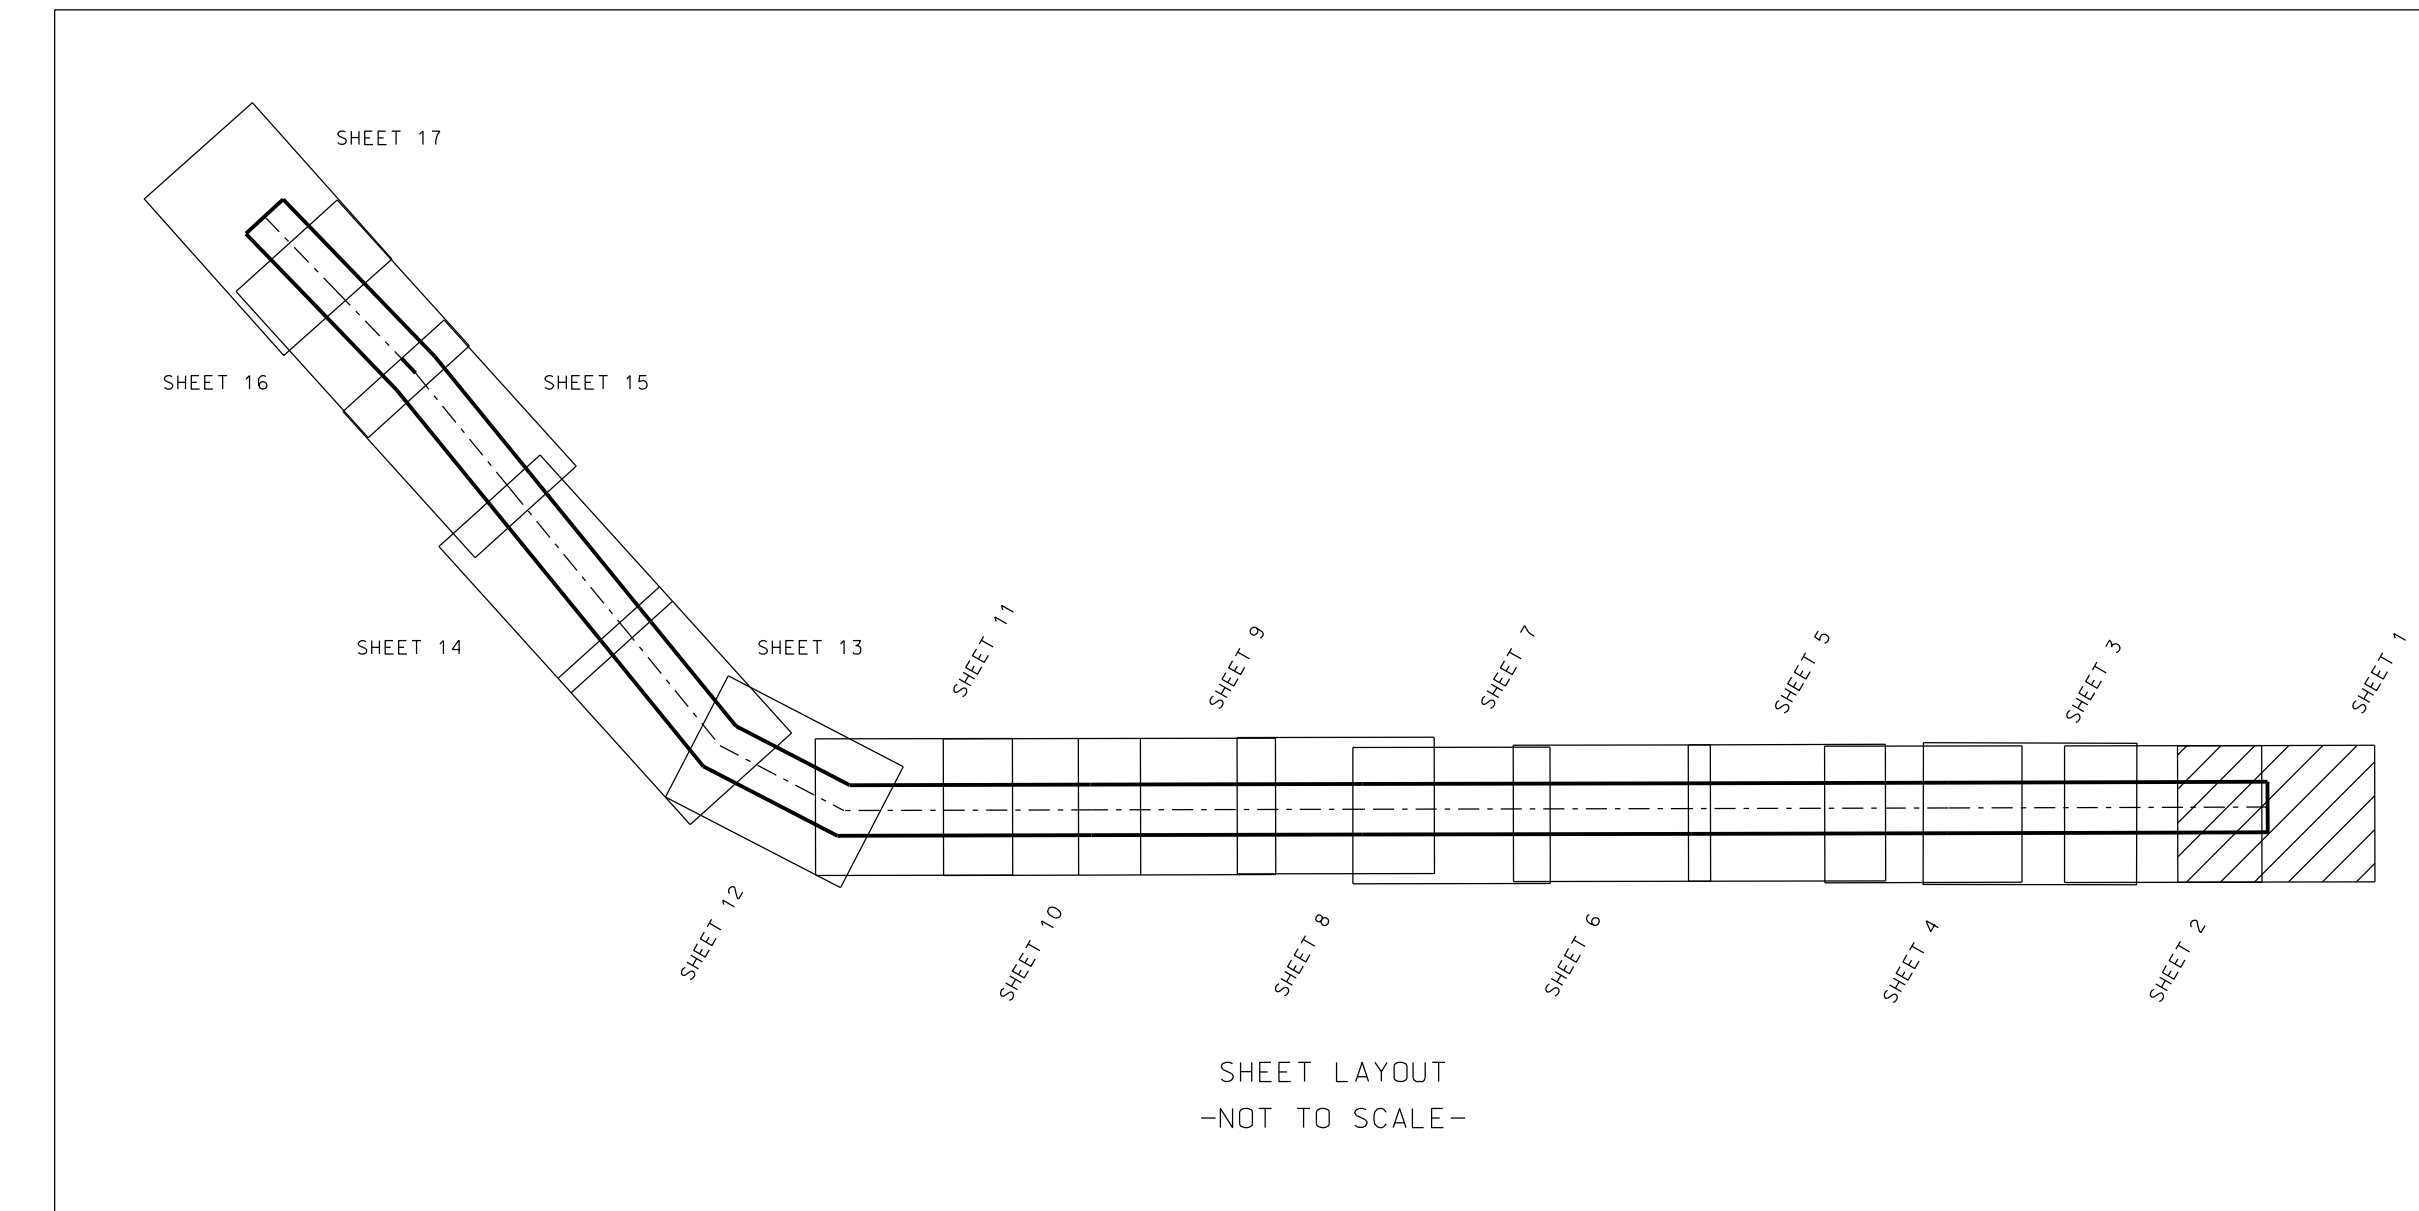 SHEET 17
SHEET 16
SHEET 15
SHEET 14
SHEET 13
SHEET 11
SHEET 9
SHEET 7
SHEET 5
SHEET 3
SHEET 1
SHEET 12
SHEET 10
SHEET 8
SHEET 6
SHEET 4
SHEET 2
SHEET LAYOUT
-NOT TO SCALE-